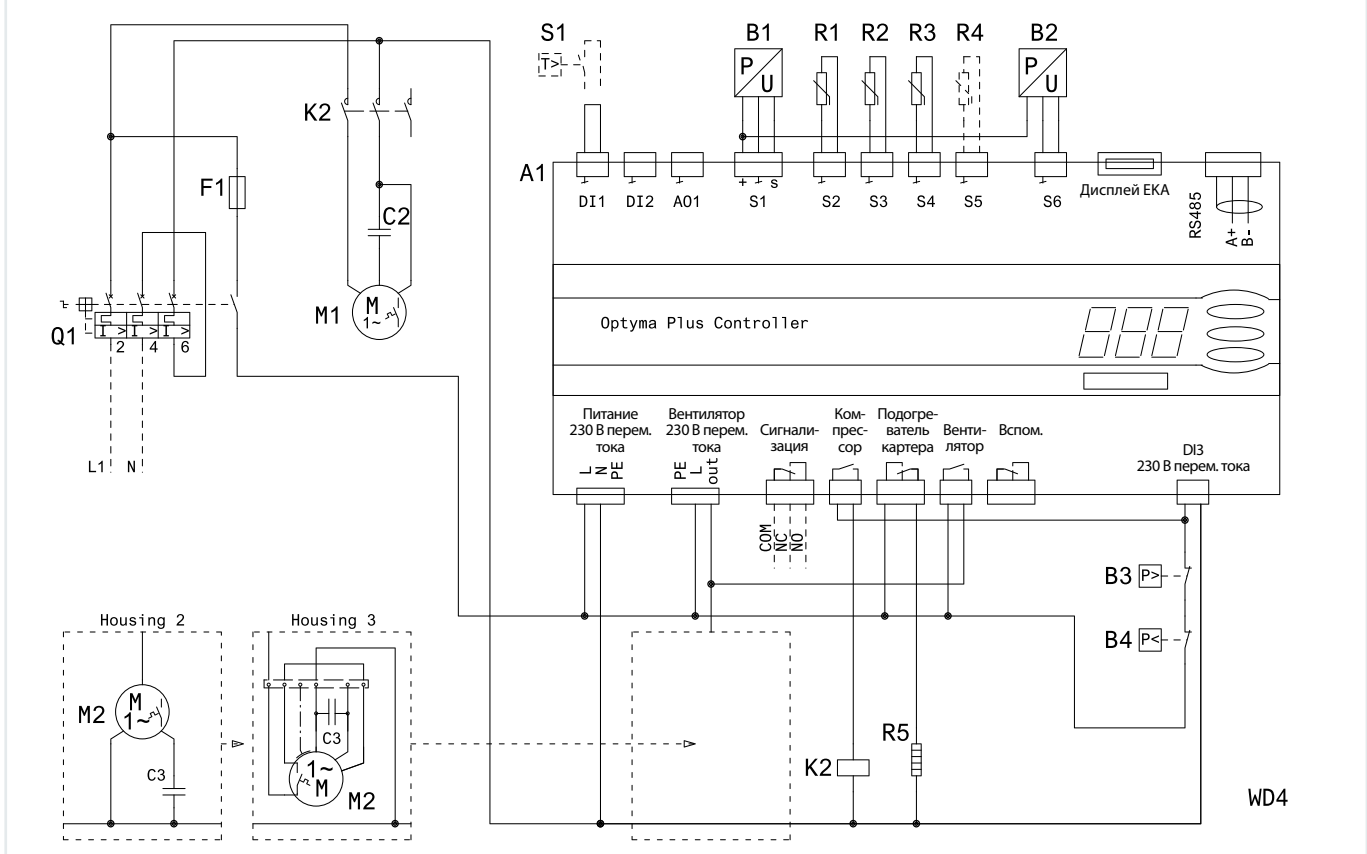 S1
T>
B1
P
U
R1
R2
R3
R4
B2
P
U
K2
A1
+
s
DI1
DI2
AO1
S1
S2
S3
S4
S5
S6
Дисплей EKA
RS485
A+
B-
F1
C2
M1
M
1~
Q1
I >
I >
I >
2
4
6
L1
N
Optyma Plus Controller
Питание
230 В перем.
тока
L
N
PE
Вентилятор
230 В перем.
тока
PE
L
out
Сигнали-
зация
Ком-
прес-
сор
Подогре-
ватель
картера
Венти-
лятор
Вспом.
DI3
230 В перем. тока
COM
NC
NO
B3
P>
B4
P<
Housing 2
M2
M
1~
C3
Housing 3
C3
1~
M
M2
K2
R5
WD4